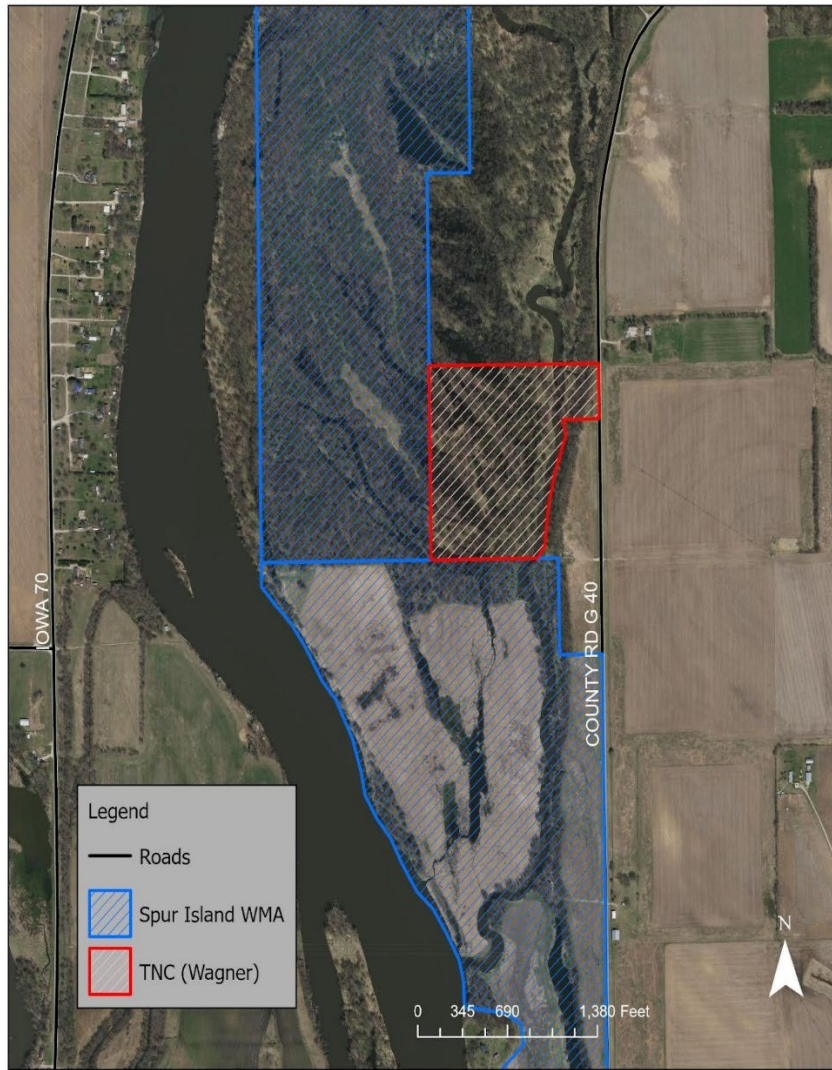 IOWA 70
COUNTY RD G 40
Legend
Roads
Spur Island WMA
TNC (Wagner)
N
0 345 690 1,380 Feet